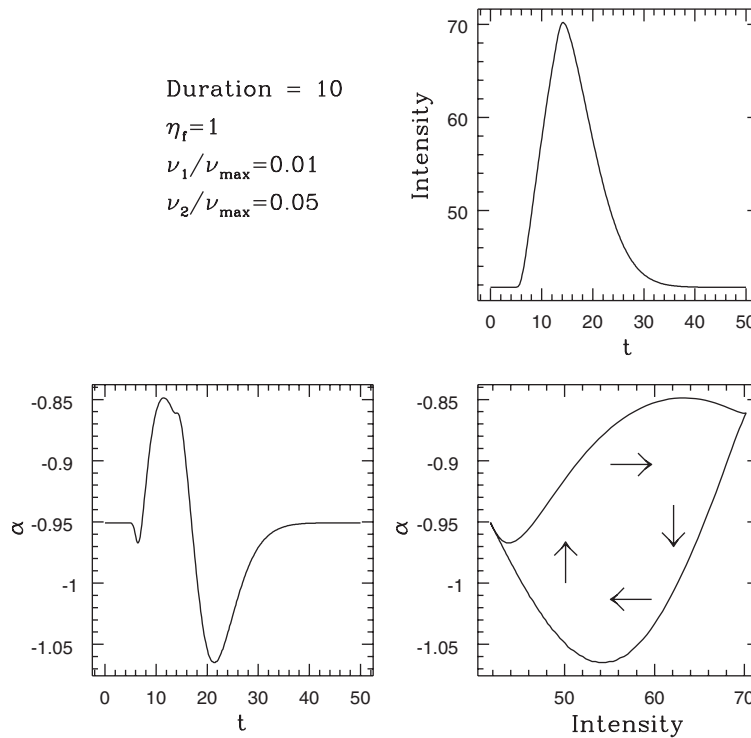 Duration = 10
η_f=1
ν_1/ν_max=0.01
ν_2/ν_max=0.05
70
60
50
Intensity
0 10 20 30 40 50
t
-0.85
-0.9
-0.95
-1
-1.05
α
0 10 20 30 40 50
t
-0.85
-0.9
-0.95
-1
-1.05
α
50 60 70
Intensity